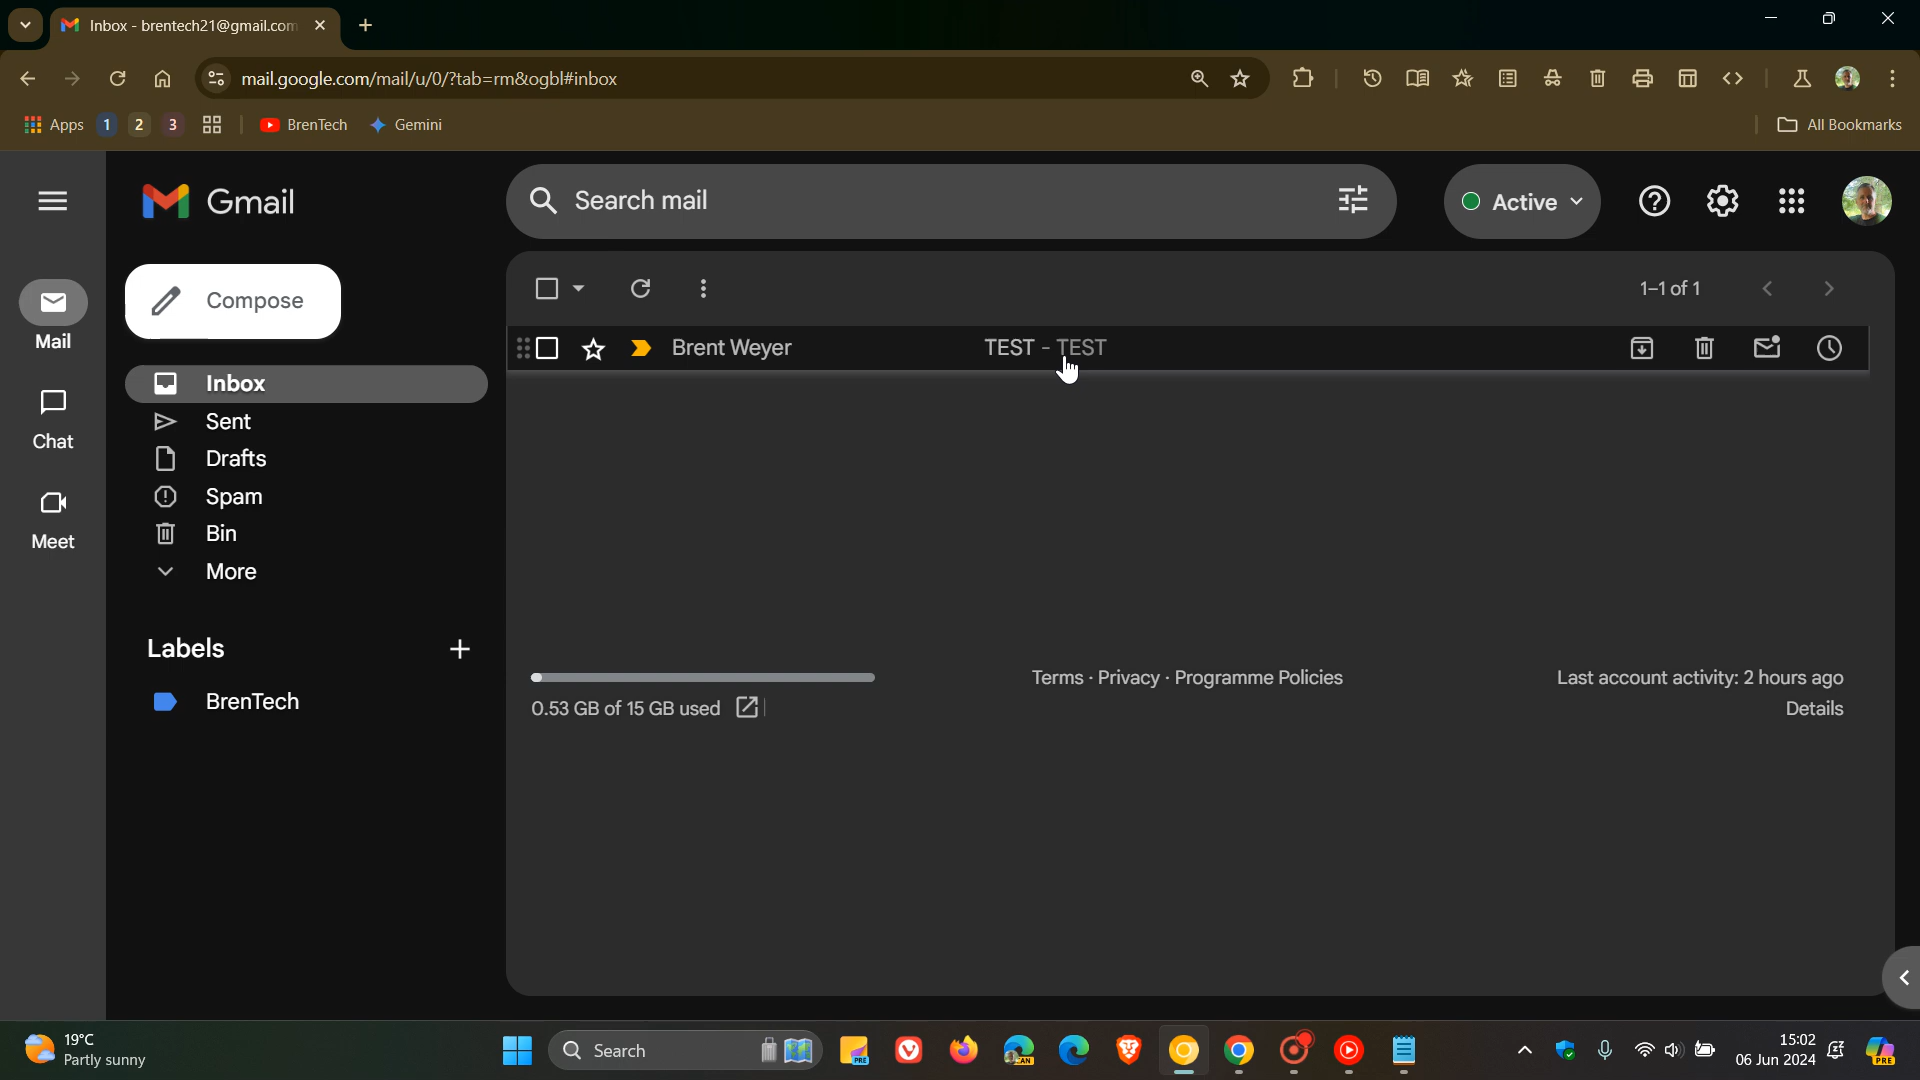 Inbox - brentech21@gmail.com
mail.google.com/mail/u/0/?tab=rm&ogbl#inbox
Apps 1 2 3 BrenTech Gemini All Bookmarks
Gmail Search mail Active
Compose 1–1 of 1
Mail
Brent Weyer TEST - TEST
Inbox
Sent
Chat
Drafts
Spam
Bin
Meet
More
Labels
BrenTech
0.53 GB of 15 GB used
Terms · Privacy · Programme Policies
Last account activity: 2 hours ago
Details
19°C
Partly sunny
Search
15:02
06 Jun 2024
PRE
CAN
PRE